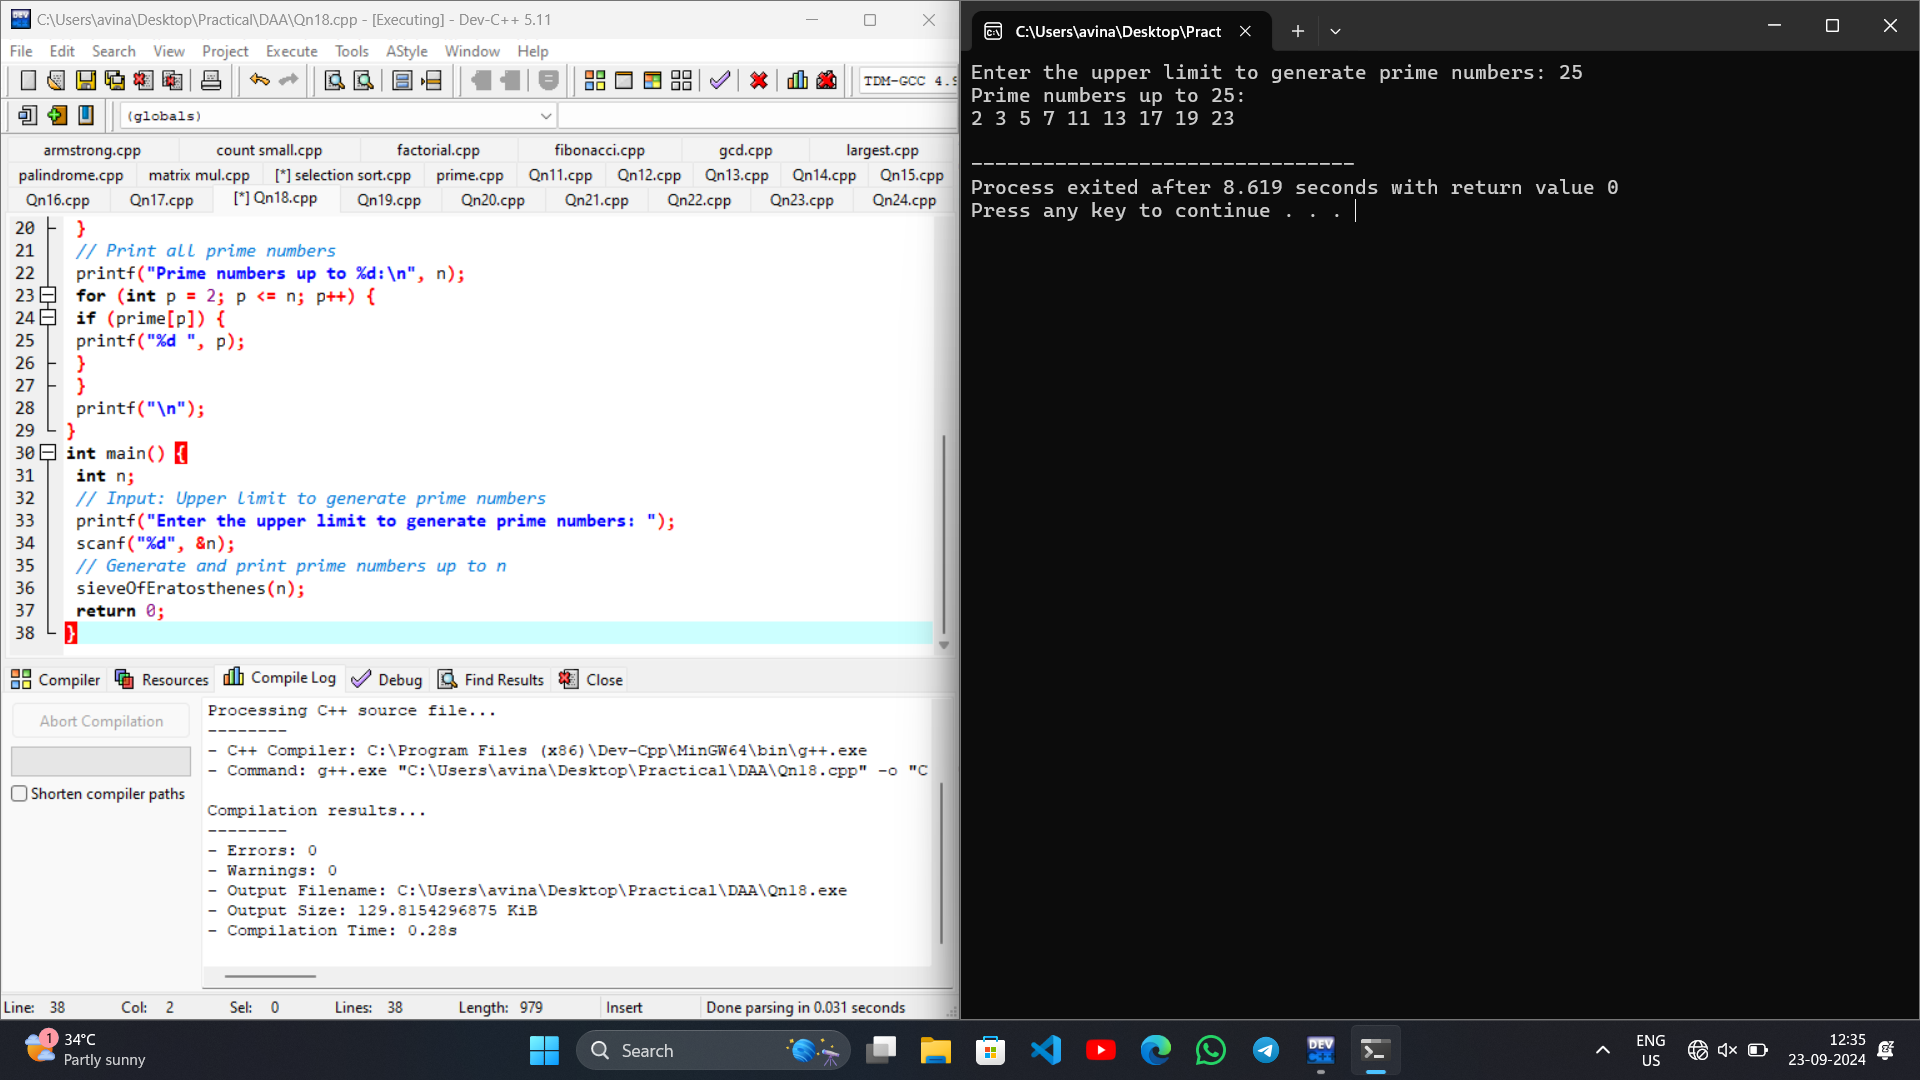 C:\Users\avina\Desktop\Practical\DAA\Qn18.cpp - [Executing] - Dev-C++ 5.11
File Edit Search View Project Execute Tools AStyle Window Help
TDM-GCC 4.9
(globals)
armstrong.cpp count small.cpp factorial.cpp fibonacci.cpp gcd.cpp largest.cpp
palindrome.cpp matrix mul.cpp [*] selection sort.cpp prime.cpp Qn11.cpp Qn12.cpp Qn13.cpp Qn14.cpp Qn15.cpp
Qn16.cpp Qn17.cpp [*] Qn18.cpp Qn19.cpp Qn20.cpp Qn21.cpp Qn22.cpp Qn23.cpp Qn24.cpp
20 }
21 // Print all prime numbers
22 printf("Prime numbers up to %d:\n", n);
23 for (int p = 2; p <= n; p++) {
24 if (prime[p]) {
25 printf("%d ", p);
26 }
27 }
28 printf("\n");
29 }
30 int main() {
31 int n;
32 // Input: Upper limit to generate prime numbers
33 printf("Enter the upper limit to generate prime numbers: ");
34 scanf("%d", &n);
35 // Generate and print prime numbers up to n
36 sieveOfEratosthenes(n);
37 return 0;
38 }
Compiler Resources Compile Log Debug Find Results Close
Abort Compilation
Shorten compiler paths
Processing C++ source file...
--------
- C++ Compiler: C:\Program Files (x86)\Dev-Cpp\MinGW64\bin\g++.exe
- Command: g++.exe "C:\Users\avina\Desktop\Practical\DAA\Qn18.cpp" -o "C
Compilation results...
--------
- Errors: 0
- Warnings: 0
- Output Filename: C:\Users\avina\Desktop\Practical\DAA\Qn18.exe
- Output Size: 129.8154296875 KiB
- Compilation Time: 0.28s
Line: 38 Col: 2 Sel: 0 Lines: 38 Length: 979 Insert Done parsing in 0.031 seconds
C:\Users\avina\Desktop\Pract
Enter the upper limit to generate prime numbers: 25
Prime numbers up to 25:
2 3 5 7 11 13 17 19 23
--------------------------------
Process exited after 8.619 seconds with return value 0
Press any key to continue . . .
1
34°C
Partly sunny
Search
DEV
C++
ENG
US
12:35
23-09-2024